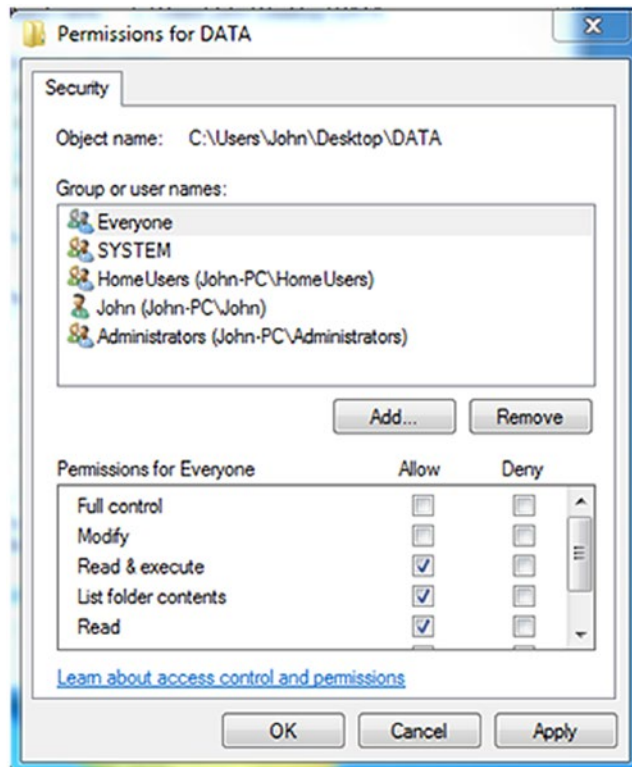 Permissions for DATA
Security
Object name: C:\Users\John\Desktop\DATA
Group or user names:
Everyone
SYSTEM
HomeUsers (John-PC\HomeUsers)
John (John-PC\John)
Administrators (John-PC\Administrators)
Add... Remove
Permissions for Everyone Allow Deny
Full control
Modify
Read & execute
List folder contents
Read
Learn about access control and permissions
OK Cancel Apply